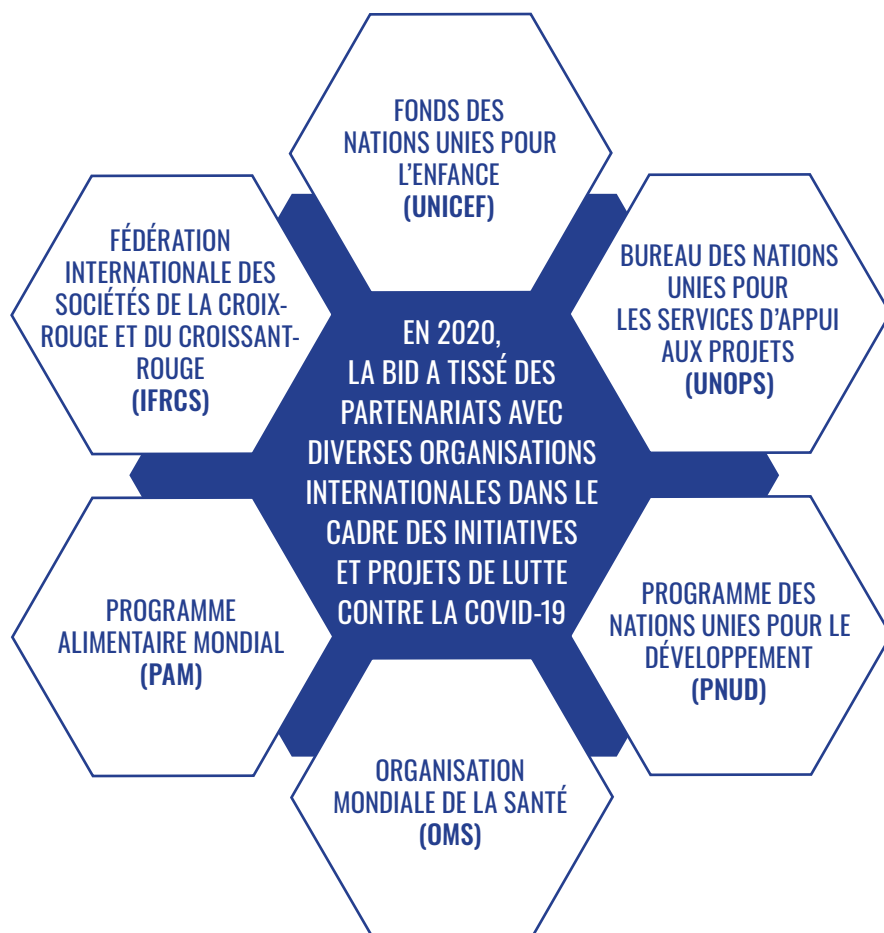 FONDS DES
NATIONS UNIES POUR
L'ENFANCE
(UNICEF)
FÉDÉRATION
INTERNATIONALE DES
SOCIÉTÉS DE LA CROIX-
ROUGE ET DU CROISSANT-
ROUGE
(IFRCS)
BUREAU DES NATIONS
UNIES POUR
LES SERVICES D'APPUI
AUX PROJETS
(UNOPS)
EN 2020,
LA BID A TISSÉ DES
PARTENARIATS AVEC
DIVERSES ORGANISATIONS
INTERNATIONALES DANS LE
CADRE DES INITIATIVES
ET PROJETS DE LUTTE
CONTRE LA COVID-19
PROGRAMME
ALIMENTAIRE MONDIAL
(PAM)
PROGRAMME DES
NATIONS UNIES POUR LE
DÉVELOPPEMENT
(PNUD)
ORGANISATION
MONDIALE DE LA SANTÉ
(OMS)